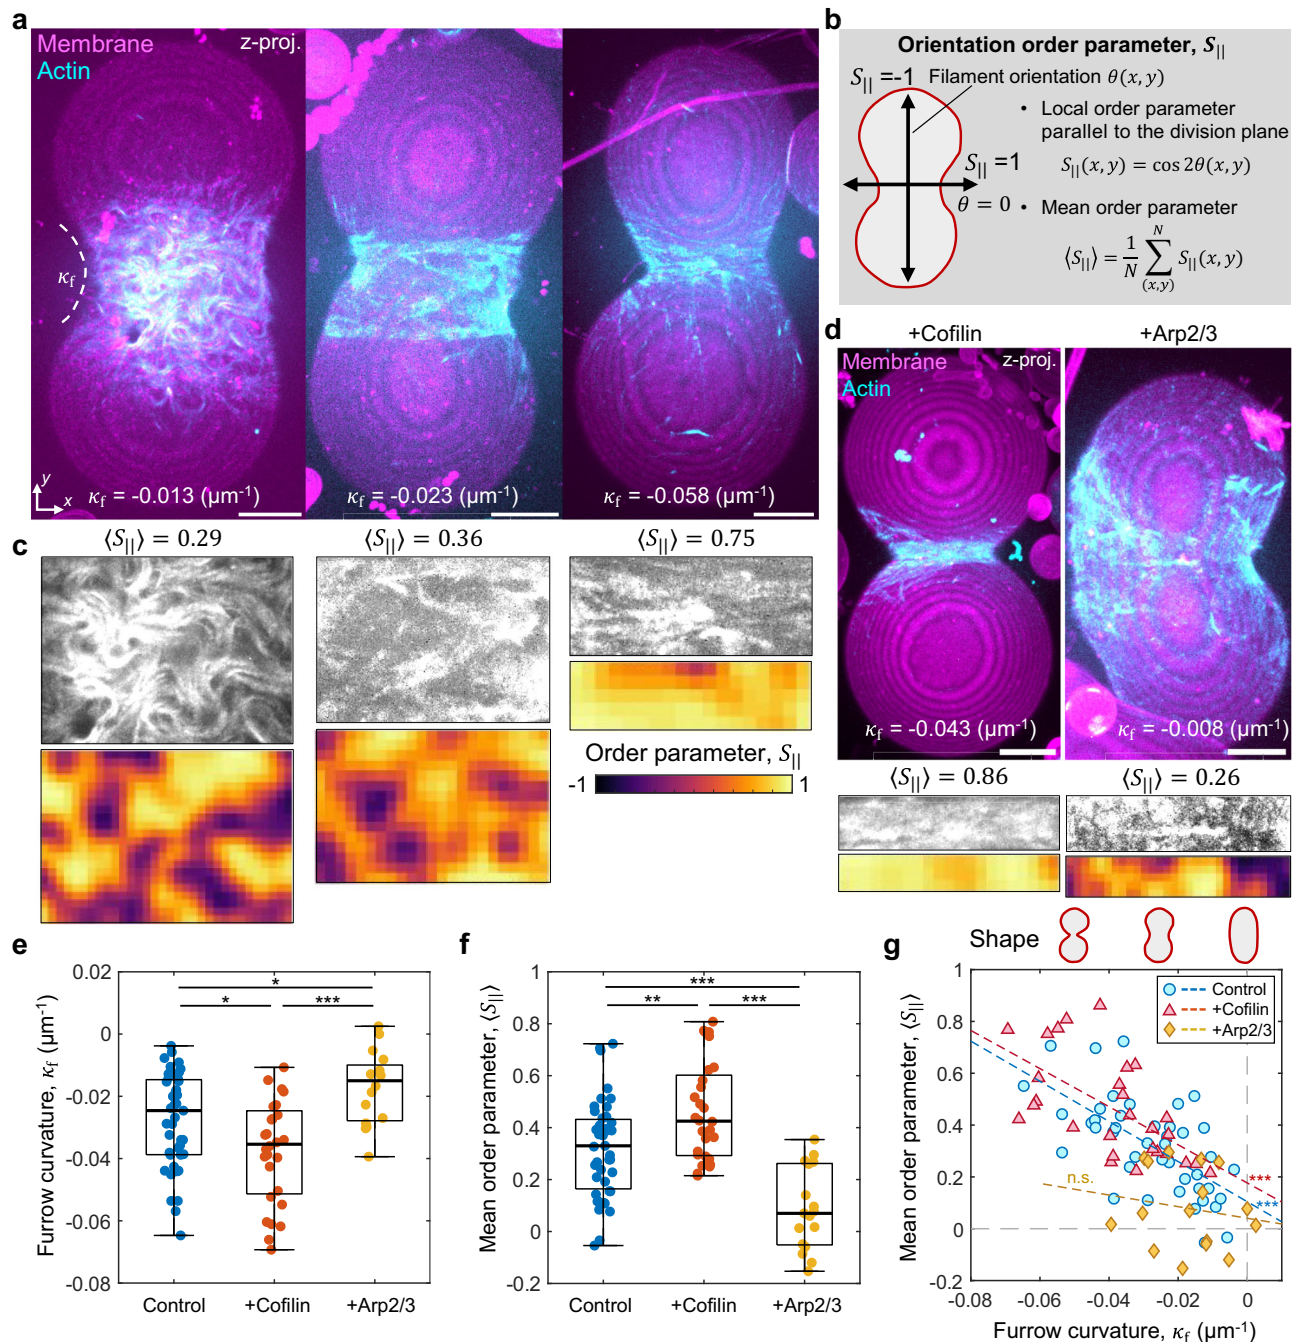 a
Membrane
Actin
z-proj.
κf
y
x
κf = -0.013 (µm⁻¹)
κf = -0.023 (µm⁻¹)
κf = -0.058 (µm⁻¹)
b
Orientation order parameter, S||
S|| =-1
Filament orientation θ(x, y)
• Local order parameter
parallel to the division plane
S||(x, y) = cos 2θ(x, y)
S|| =1
θ = 0
• Mean order parameter
⟨S||⟩ = 1/N ∑ S||(x, y)
N
(x,y)
c
⟨S||⟩ = 0.29
⟨S||⟩ = 0.36
⟨S||⟩ = 0.75
Order parameter, S||
-1
1
d
+Cofilin
+Arp2/3
Membrane
Actin
z-proj.
κf = -0.043 (µm⁻¹)
κf = -0.008 (µm⁻¹)
⟨S||⟩ = 0.86
⟨S||⟩ = 0.26
e
Furrow curvature, κf (µm⁻¹)
0.02
0
-0.02
-0.04
-0.06
-0.08
*
*
***
Control
+Cofilin
+Arp2/3
f
Mean order parameter, ⟨S||⟩
1
0.8
0.6
0.4
0.2
0
-0.2
***
**
***
Control
+Cofilin
+Arp2/3
g
Shape
Mean order parameter, ⟨S||⟩
1
0.8
0.6
0.4
0.2
0
-0.2
Control
+Cofilin
+Arp2/3
n.s.
***
***
-0.08
-0.06
-0.04
-0.02
0
Furrow curvature, κf (µm⁻¹)